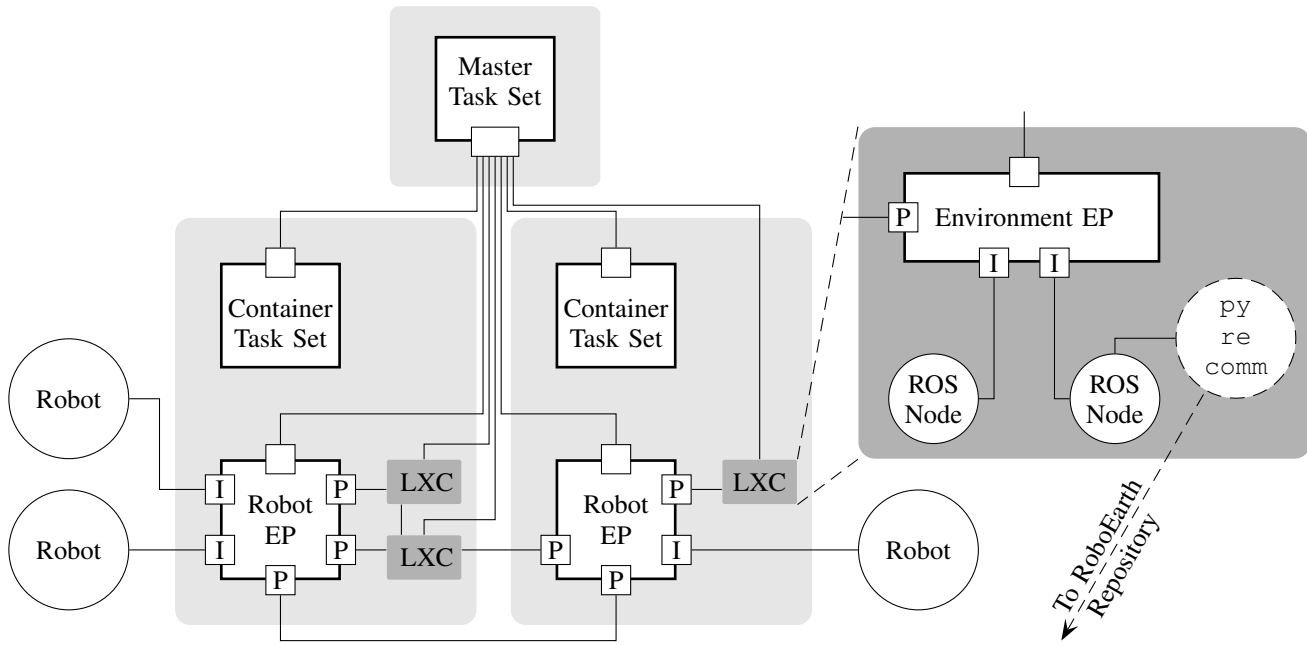 Master
Task Set
P
Environment EP
I
I
Container
Task Set
Container
Task Set
py
re
comm
Robot
ROS
Node
ROS
Node
I
Robot
EP
P
LXC
Robot
EP
P
LXC
Robot
I
P
LXC
P
I
Robot
P
P
To RoboEarth
Repository